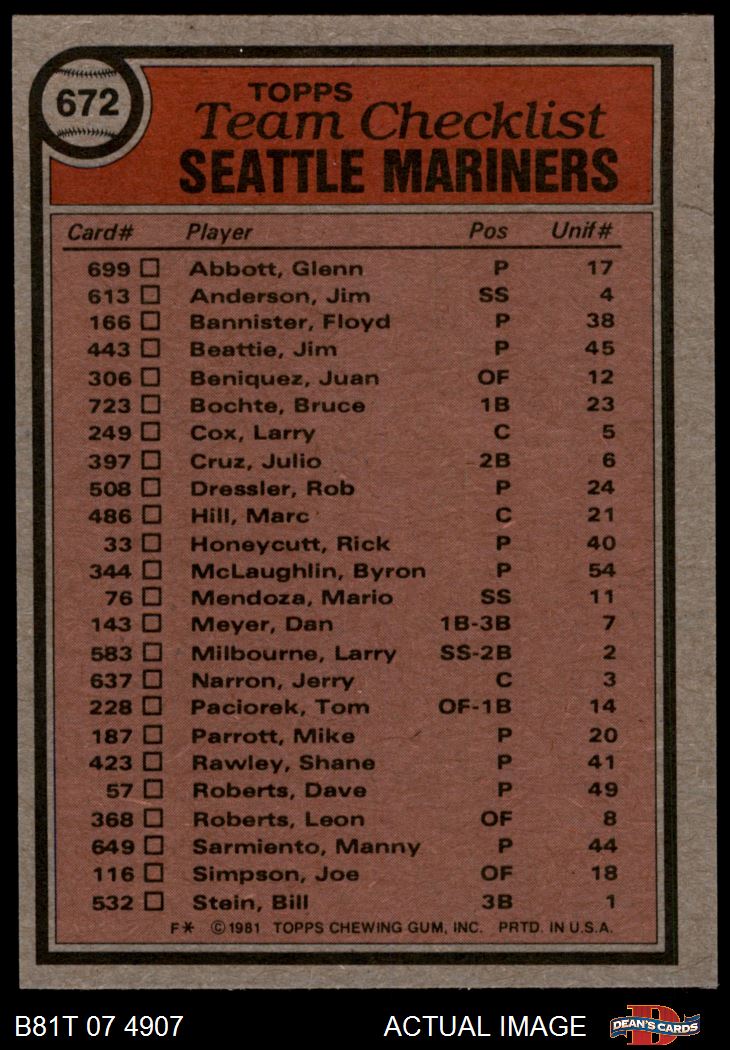 672
TOPPS
Team Checklist
SEATTLE MARINERS
Card# Player Pos Unif#
699 Abbott, Glenn P 17
613 Anderson, Jim SS 4
166 Bannister, Floyd P 38
443 Beattie, Jim P 45
306 Beniquez, Juan OF 12
723 Bochte, Bruce 1B 23
249 Cox, Larry C 5
397 Cruz, Julio 2B 6
508 Dressler, Rob P 24
486 Hill, Marc C 21
33 Honeycutt, Rick P 40
344 McLaughlin, Byron P 54
76 Mendoza, Mario SS 11
143 Meyer, Dan 1B-3B 7
583 Milbourne, Larry SS-2B 2
637 Narron, Jerry C 3
228 Paciorek, Tom OF-1B 14
187 Parrott, Mike P 20
423 Rawley, Shane P 41
57 Roberts, Dave P 49
368 Roberts, Leon OF 8
649 Sarmiento, Manny P 44
116 Simpson, Joe OF 18
532 Stein, Bill 3B 1
F* © 1981 TOPPS CHEWING GUM, INC. PRTD. IN U.S.A.
B81T 07 4907 ACTUAL IMAGE D DEAN'S CARDS